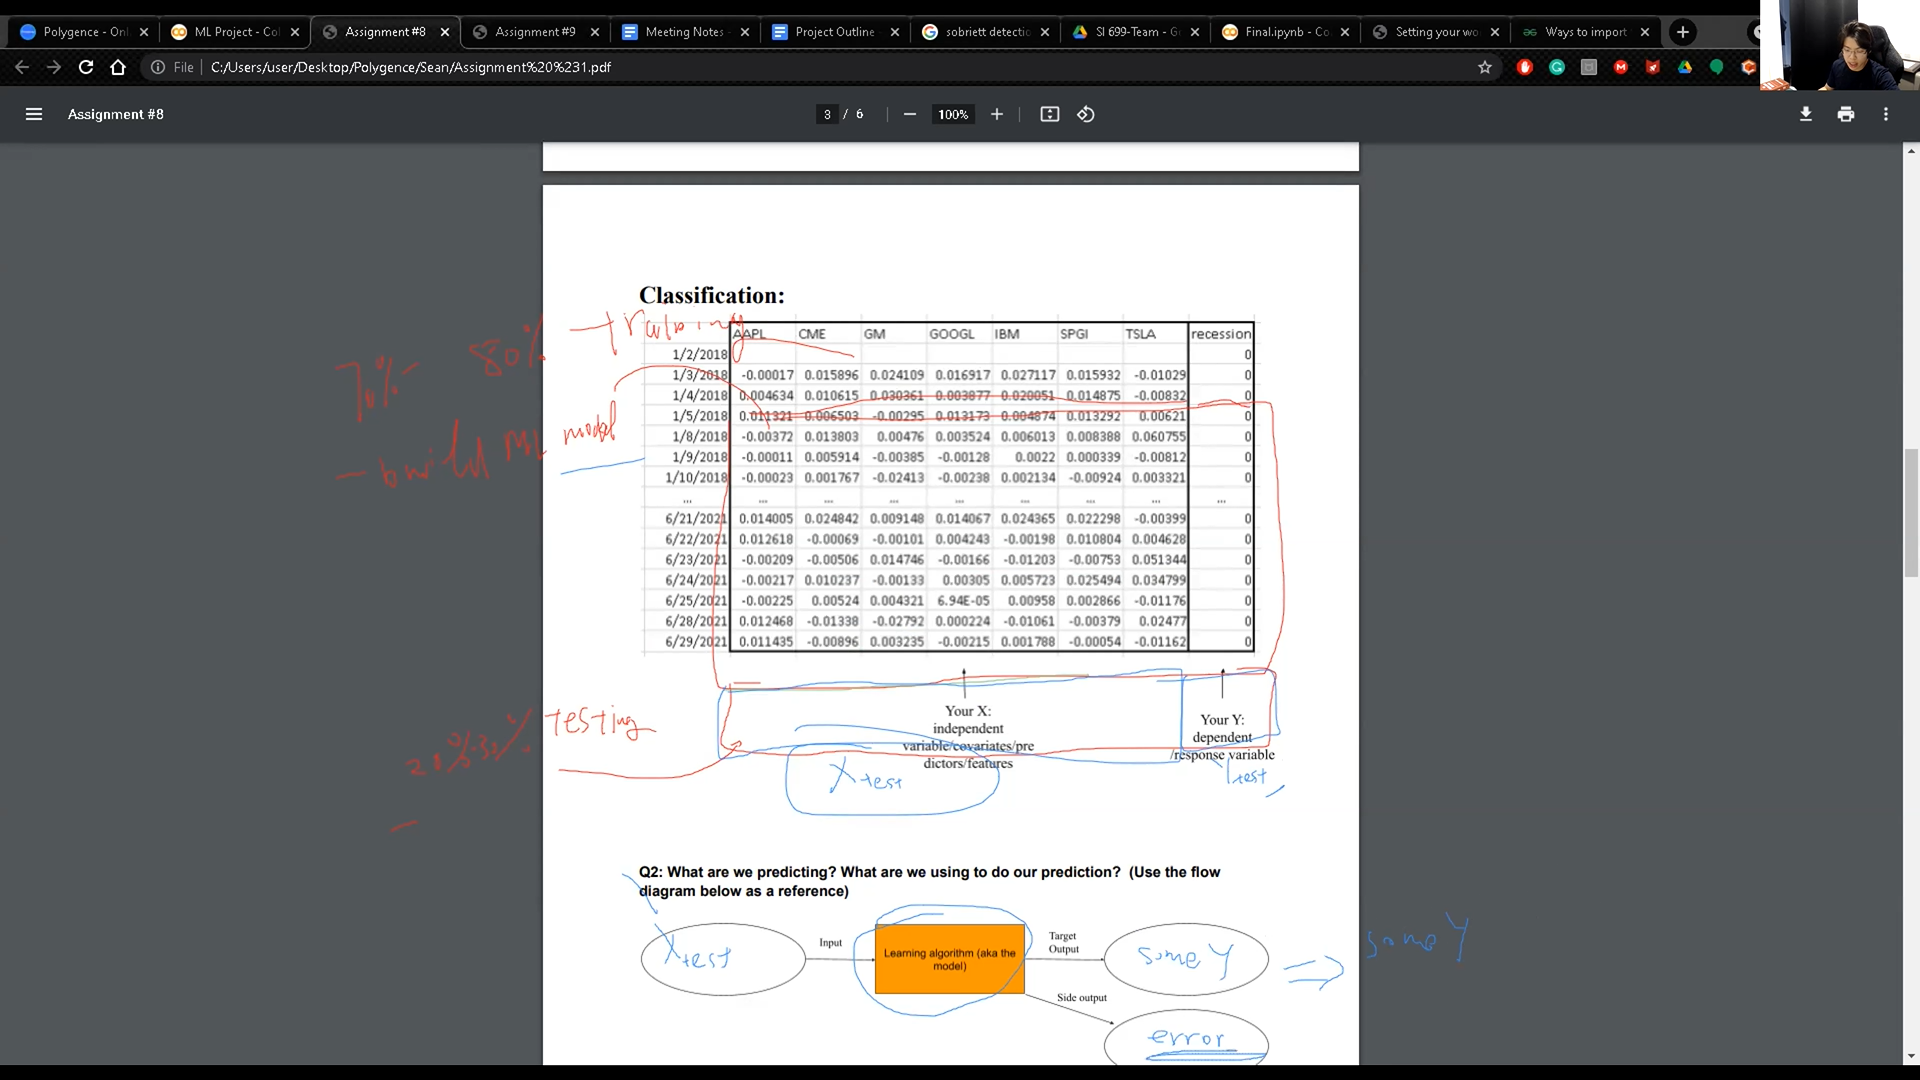 Polygence - Onl
ML Project - Col
Assignment #8
Assignment #9
Meeting Notes -
Project Outline
sobriett detectio
SI 699-Team - G
Final.ipynb - Co
Setting your wo
Ways to import
File C:/Users/user/Desktop/Polygence/Sean/Assignment%20%231.pdf
Assignment #8
3 / 6
100%
Classification:
70% - 80% → training
AAPL CME GM GOOGL IBM SPGI TSLA recession
1/2/2018 0
1/3/2018 -0.00017 0.015896 0.024109 0.016917 0.027117 0.015932 -0.01029 0
1/4/2018 0.004634 0.010615 0.030361 0.003877 0.020051 0.014875 -0.00832 0
1/5/2018 0.011321 0.006503 -0.00295 0.013173 0.004874 0.013292 0.00621 0
1/8/2018 -0.00372 0.013803 0.00476 0.003524 0.006013 0.008388 0.060755 0
1/9/2018 -0.00011 0.005914 -0.00385 -0.00128 0.0022 0.000339 -0.00812 0
1/10/2018 -0.00023 0.001767 -0.02413 -0.00238 0.002134 -0.00924 0.003321 0
... ... ... ... ... ... ... ... ...
6/21/2021 0.014005 0.024842 0.009148 0.014067 0.024365 0.022298 -0.00399 0
6/22/2021 0.012618 -0.00069 -0.00101 0.004243 -0.00198 0.010804 0.004628 0
6/23/2021 -0.00209 -0.00506 0.014746 -0.00166 -0.01203 -0.00753 0.051344 0
6/24/2021 -0.00217 0.010237 -0.00133 0.00305 0.005723 0.025494 0.034799 0
6/25/2021 -0.00225 0.00524 0.004321 6.94E-05 0.00958 0.002866 -0.01176 0
6/28/2021 0.012468 -0.01338 -0.02792 0.000224 -0.01061 -0.00379 0.02477 0
6/29/2021 0.011435 -0.00896 0.003235 -0.00215 0.001788 -0.00054 -0.01162 0
- build ML model
testing
Your X:
independent
variable/covariates/pre
dictors/features
Your Y:
dependent
/response variable
Xtest
Ytest
Q2: What are we predicting? What are we using to do our prediction? (Use the flow
diagram below as a reference)
Xtest
Input
Learning algorithm (aka the
model)
Target
Output
some Y
⇒ some Y
Side output
error